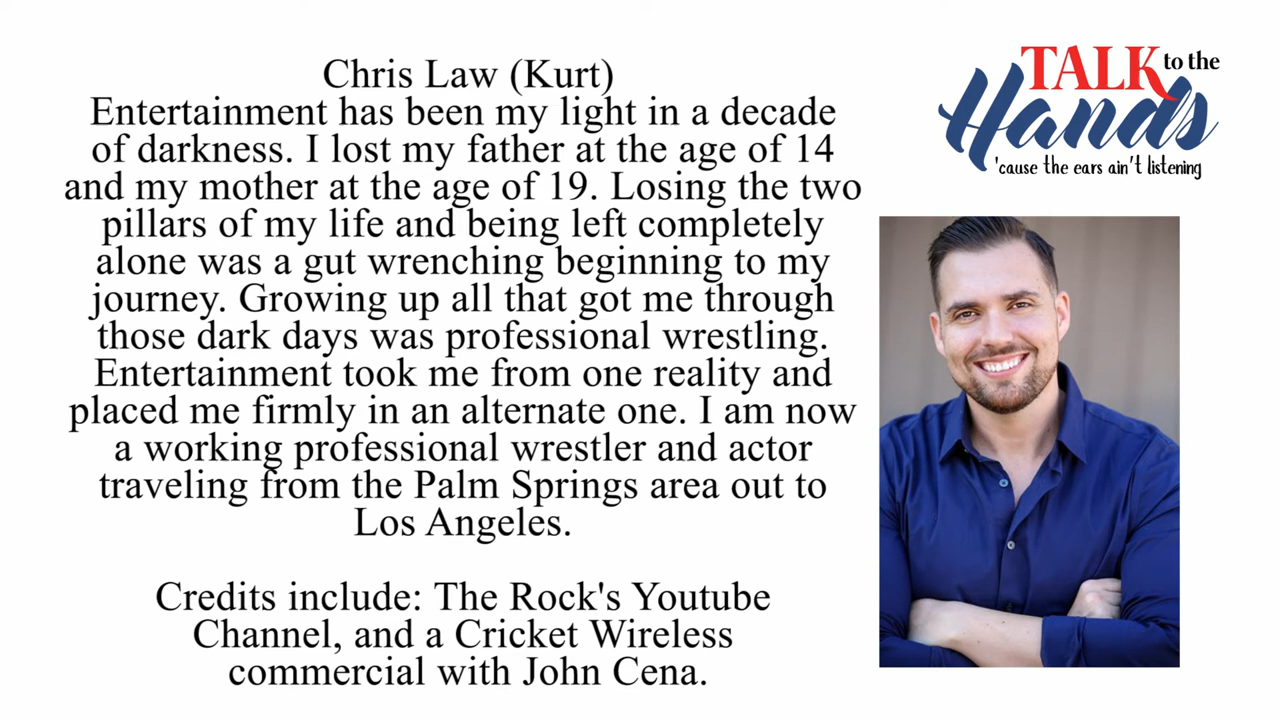 Chris Law (Kurt)
Entertainment has been my light in a decade
of darkness. I lost my father at the age of 14
and my mother at the age of 19. Losing the two
pillars of my life and being left completely
alone was a gut wrenching beginning to my
journey. Growing up all that got me through
those dark days was professional wrestling.
Entertainment took me from one reality and
placed me firmly in an alternate one. I am now
a working professional wrestler and actor
traveling from the Palm Springs area out to
Los Angeles.
Credits include: The Rock's Youtube
Channel, and a Cricket Wireless
commercial with John Cena.
TALK to the
Hands
'cause the ears ain't listening